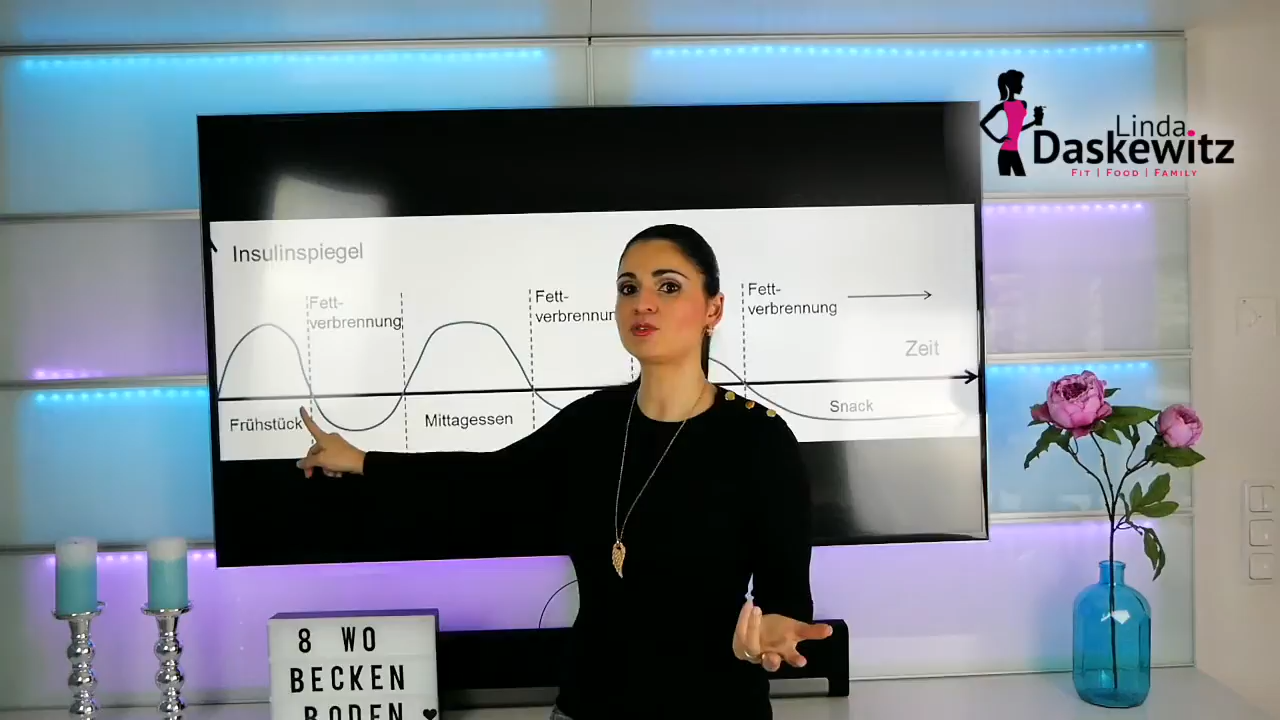 Linda
Daskewitz
FIT | FOOD | FAMILY
Insulinspiegel
Fett-
verbrennung
Fett-
verbrennun
Fett-
verbrennung
Zeit
Frühstück
Mittagessen
Snack
8 WO
BECKEN
BODEN